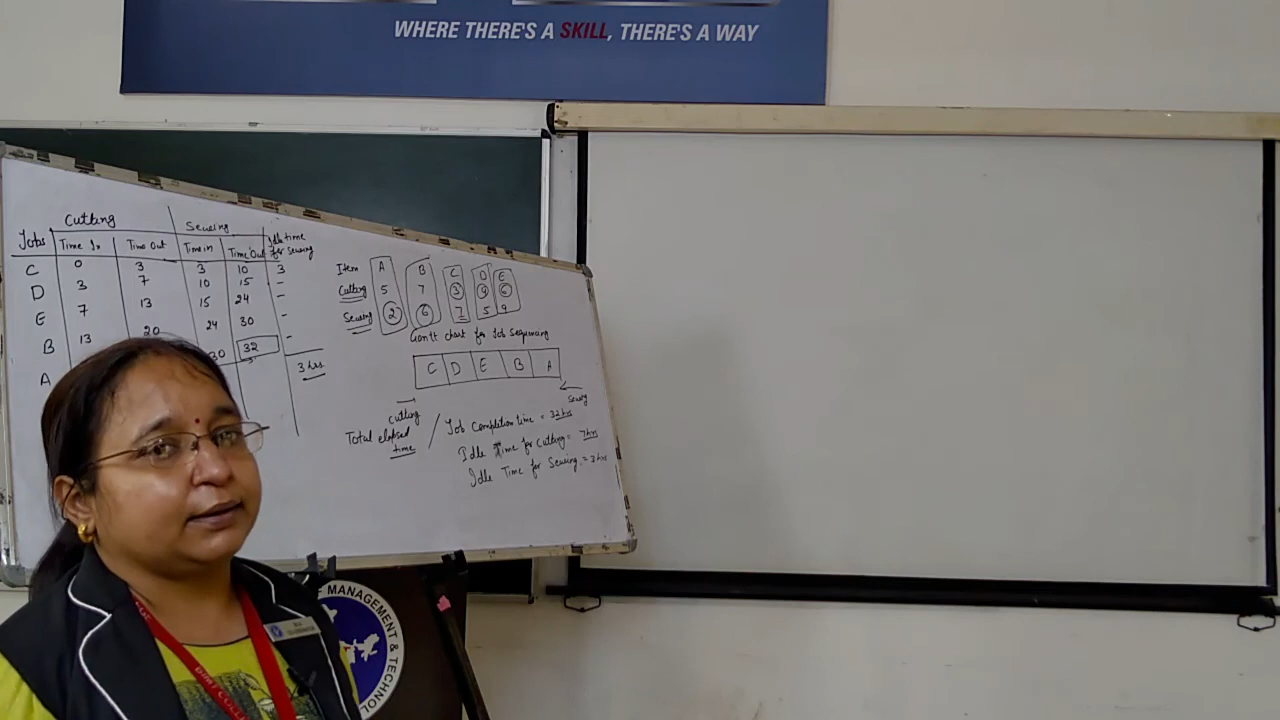 WHERE THERE'S A SKILL, THERE'S A WAY
Cutting Sewing
Jobs Time In Time Out Time in Time Out Idle time for sewing
C 0 3 3 10 3
D 3 7 10 15 -
E 7 13 15 24 -
B 13 20 24 30 -
A 30 32 -
3 hrs
Item A B C D E
Cutting 5 7 3 4 6
Sewing 2 6 7 5 9
Gantt chart for Job Sequencing
C D E B A
cutting
Sewing
Total elapsed time / Job Completion time = 32 hrs
Idle Time for Cutting = 7 hrs
Idle Time for Sewing = 3 hrs
MANAGEMENT & TECHNOL